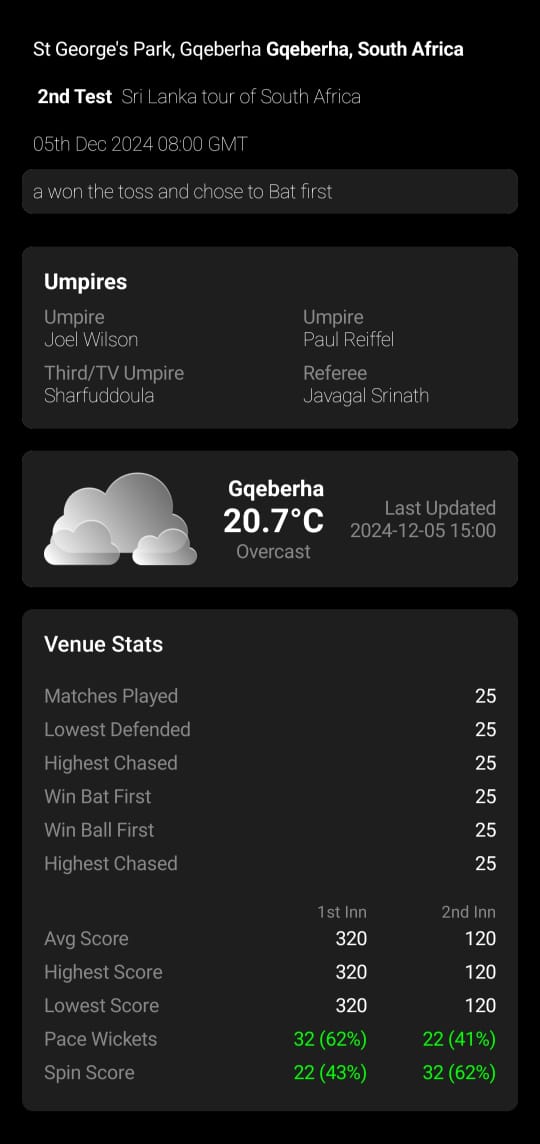 St George's Park, Gqeberha Gqeberha, South Africa
2nd Test Sri Lanka tour of South Africa
05th Dec 2024 08:00 GMT
a won the toss and chose to Bat first
Umpires
Umpire Umpire
Joel Wilson Paul Reiffel
Third/TV Umpire Referee
Sharfuddoula Javagal Srinath
Gqeberha
20.7°C
Overcast
Last Updated
2024-12-05 15:00
Venue Stats
Matches Played 25
Lowest Defended 25
Highest Chased 25
Win Bat First 25
Win Ball First 25
Highest Chased 25
1st Inn 2nd Inn
Avg Score 320 120
Highest Score 320 120
Lowest Score 320 120
Pace Wickets 32 (62%) 22 (41%)
Spin Score 22 (43%) 32 (62%)